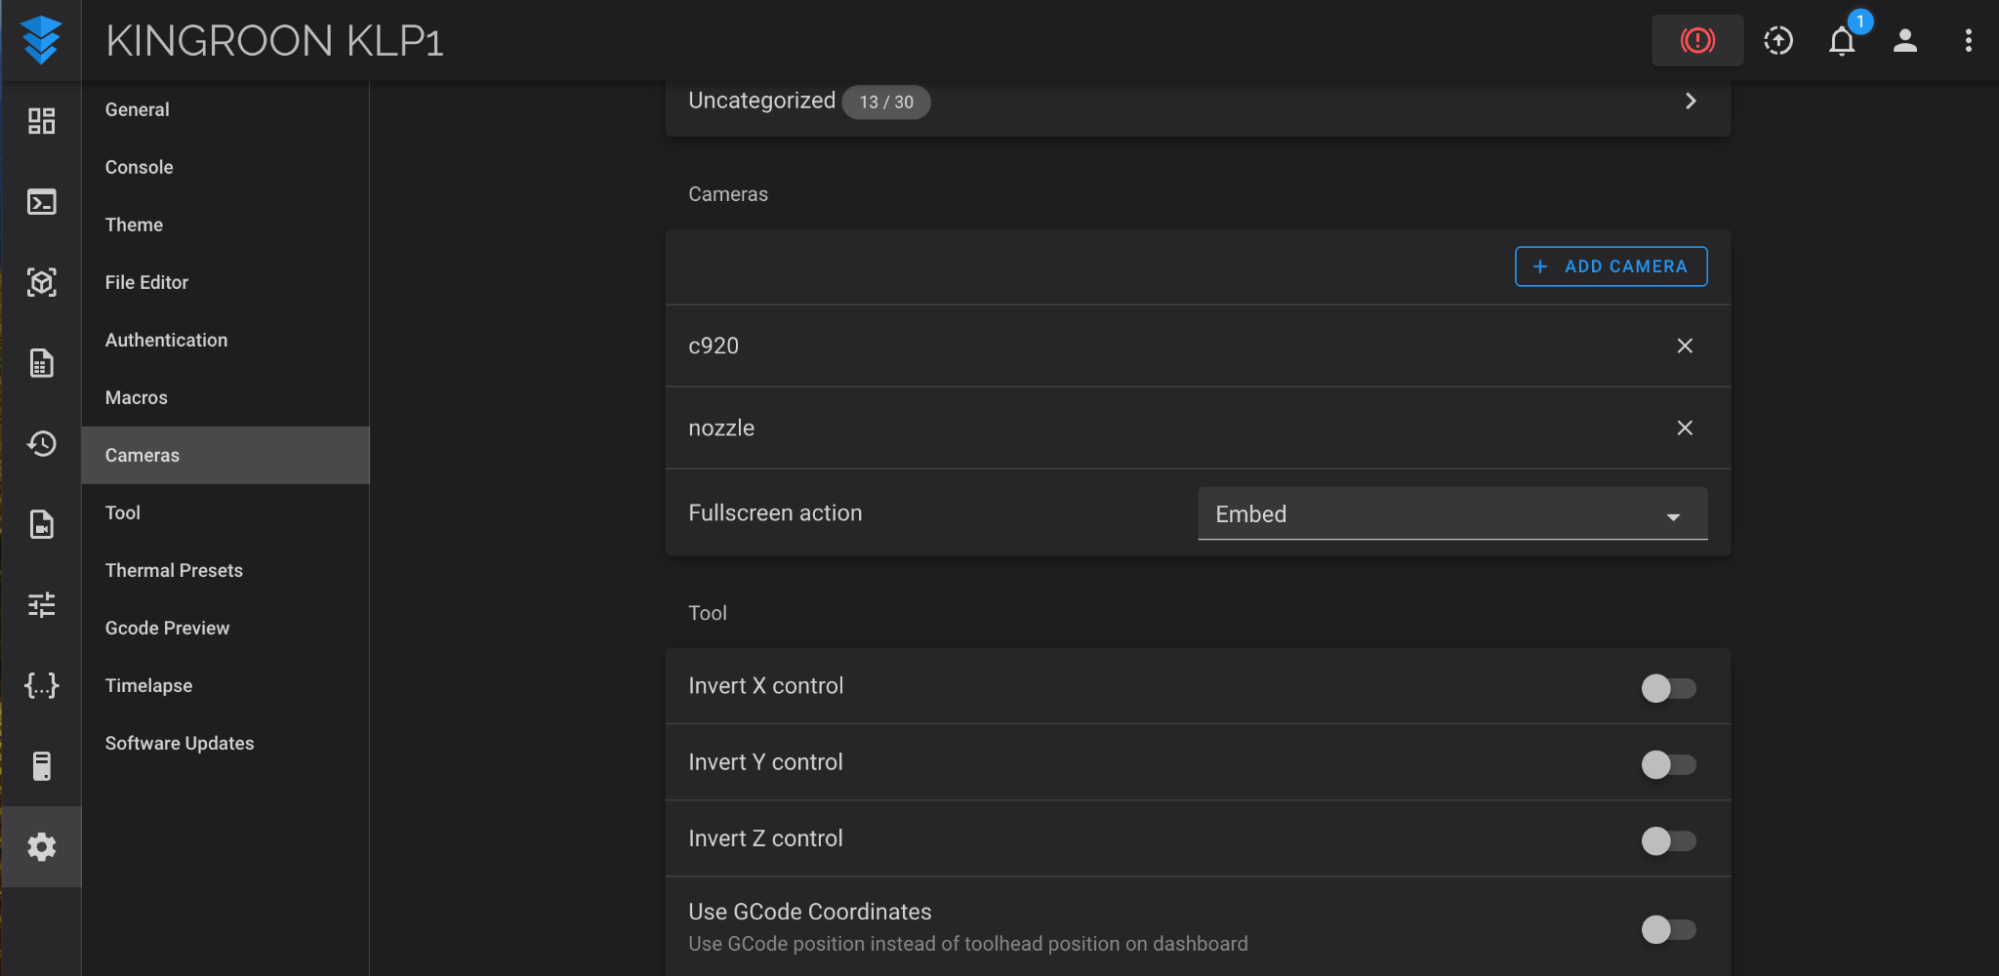 KINGROON KLP1
1
General
Console
Theme
File Editor
Authentication
Macros
Cameras
Tool
Thermal Presets
Gcode Preview
Timelapse
Software Updates
Uncategorized 13 / 30
Cameras
+ ADD CAMERA
c920
nozzle
Fullscreen action Embed
Tool
Invert X control
Invert Y control
Invert Z control
Use GCode Coordinates
Use GCode position instead of toolhead position on dashboard